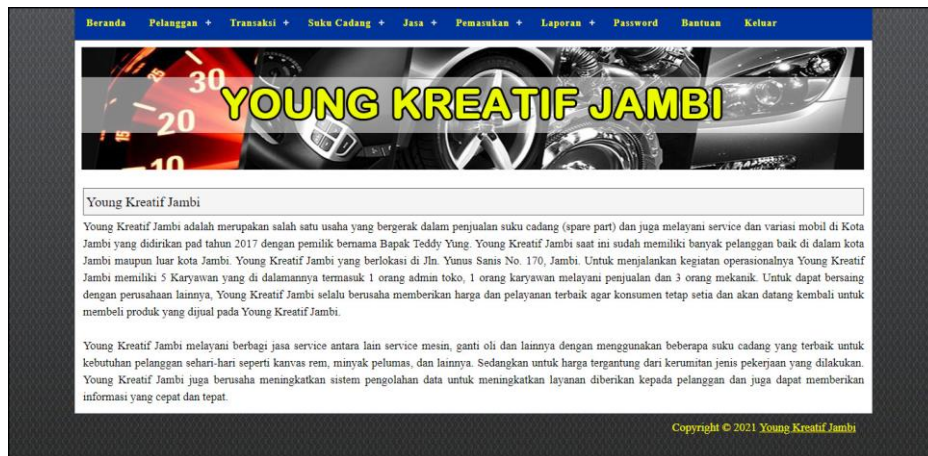 Beranda Pelanggan + Transaksi + Suku Cadang + Jasa + Pemasukan + Laporan + Password Bantuan Keluar
30
20
10
YOUNG KREATIF JAMBI
Young Kreatif Jambi
Young Kreatif Jambi adalah merupakan salah satu usaha yang bergerak dalam penjualan suku cadang (spare part) dan juga melayani service dan variasi mobil di Kota
Jambi yang didirikan pad tahun 2017 dengan pemilik bernama Bapak Teddy Yung. Young Kreatif Jambi saat ini sudah memiliki banyak pelanggan baik di dalam kota
Jambi maupun luar kota Jambi. Young Kreatif Jambi yang berlokasi di Jln. Yunus Sanis No. 170, Jambi. Untuk menjalankan kegiatan operasionalnya Young Kreatif
Jambi memiliki 5 Karyawan yang di dalamannya termasuk 1 orang admin toko, 1 orang karyawan melayani penjualan dan 3 orang mekanik. Untuk dapat bersaing
dengan perusahaan lainnya, Young Kreatif Jambi selalu berusaha memberikan harga dan pelayanan terbaik agar konsumen tetap setia dan akan datang kembali untuk
membeli produk yang dijual pada Young Kreatif Jambi.
Young Kreatif Jambi melayani berbagi jasa service antara lain service mesin, ganti oli dan lainnya dengan menggunakan beberapa suku cadang yang terbaik untuk
kebutuhan pelanggan sehari-hari seperti kanvas rem, minyak pelumas, dan lainnya. Sedangkan untuk harga tergantung dari kerumitan jenis pekerjaan yang dilakukan.
Young Kreatif Jambi juga berusaha meningkatkan sistem pengolahan data untuk meningkatkan layanan diberikan kepada pelanggan dan juga dapat memberikan
informasi yang cepat dan tepat.
Copyright © 2021 Young Kreatif Jambi